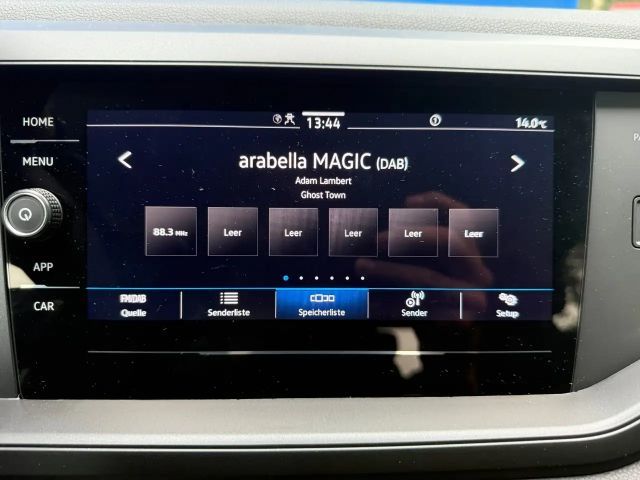 HOME
MENU
APP
CAR
13:44
14.0°C
arabella MAGIC (DAB)
Adam Lambert
Ghost Town
88.3 MHz
Leer
Leer
Leer
Leer
Leer
FM/DAB
Quelle
Senderliste
Speicherliste
Sender
Setup